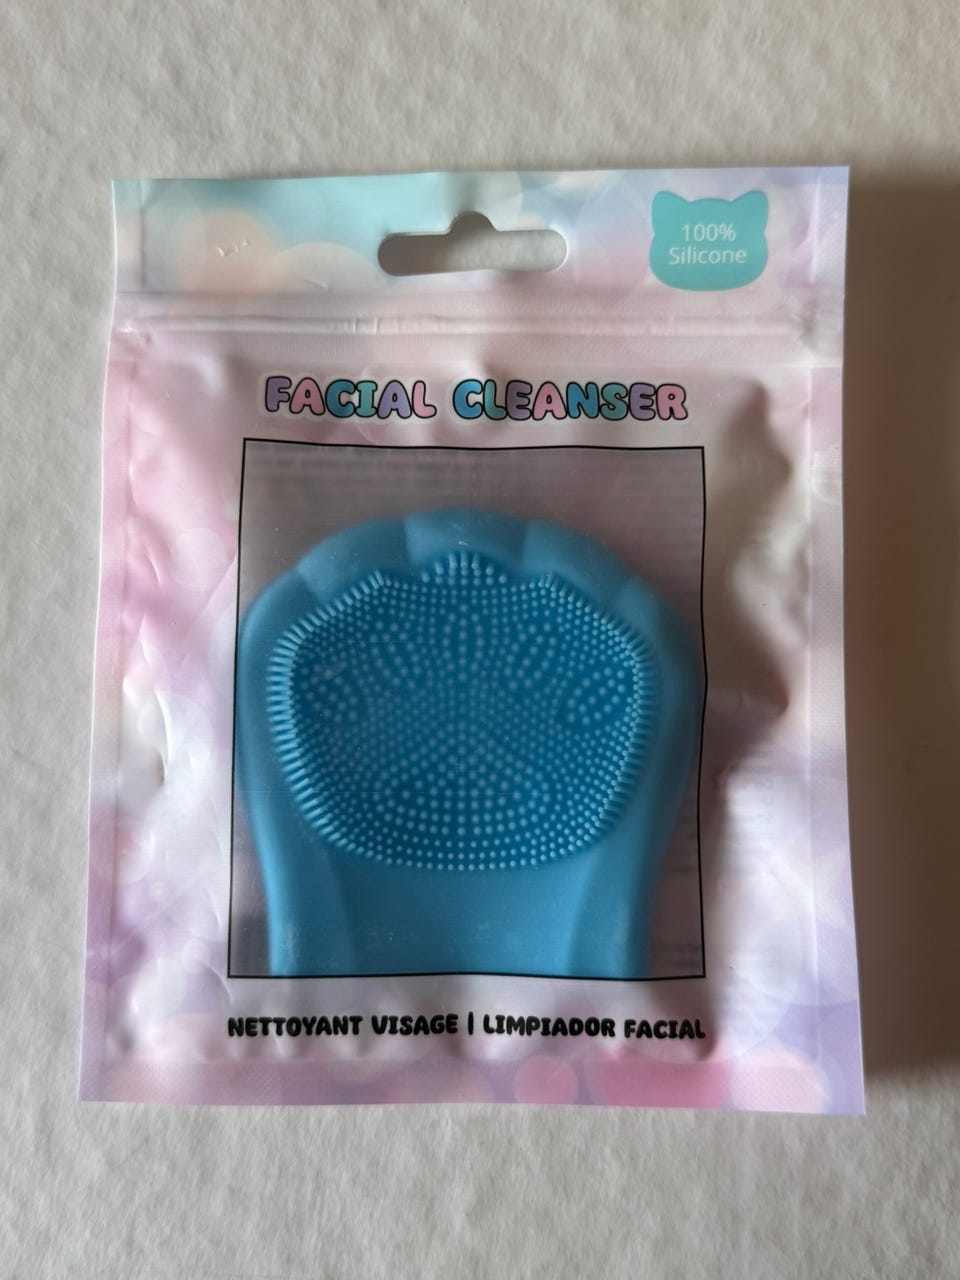 100%
Silicone
FACIAL CLEANSER
NETTOYANT VISAGE | LIMPIADOR FACIAL